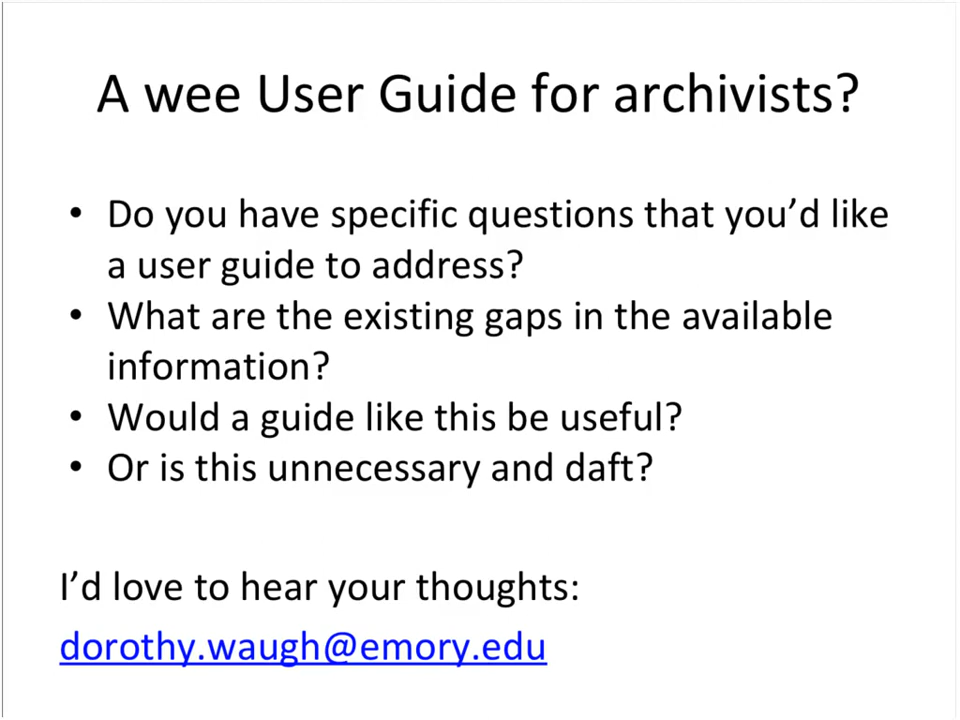 A wee User Guide for archivists?
• Do you have specific questions that you’d like
a user guide to address?
• What are the existing gaps in the available
information?
• Would a guide like this be useful?
• Or is this unnecessary and daft?
I’d love to hear your thoughts:
dorothy.waugh@emory.edu